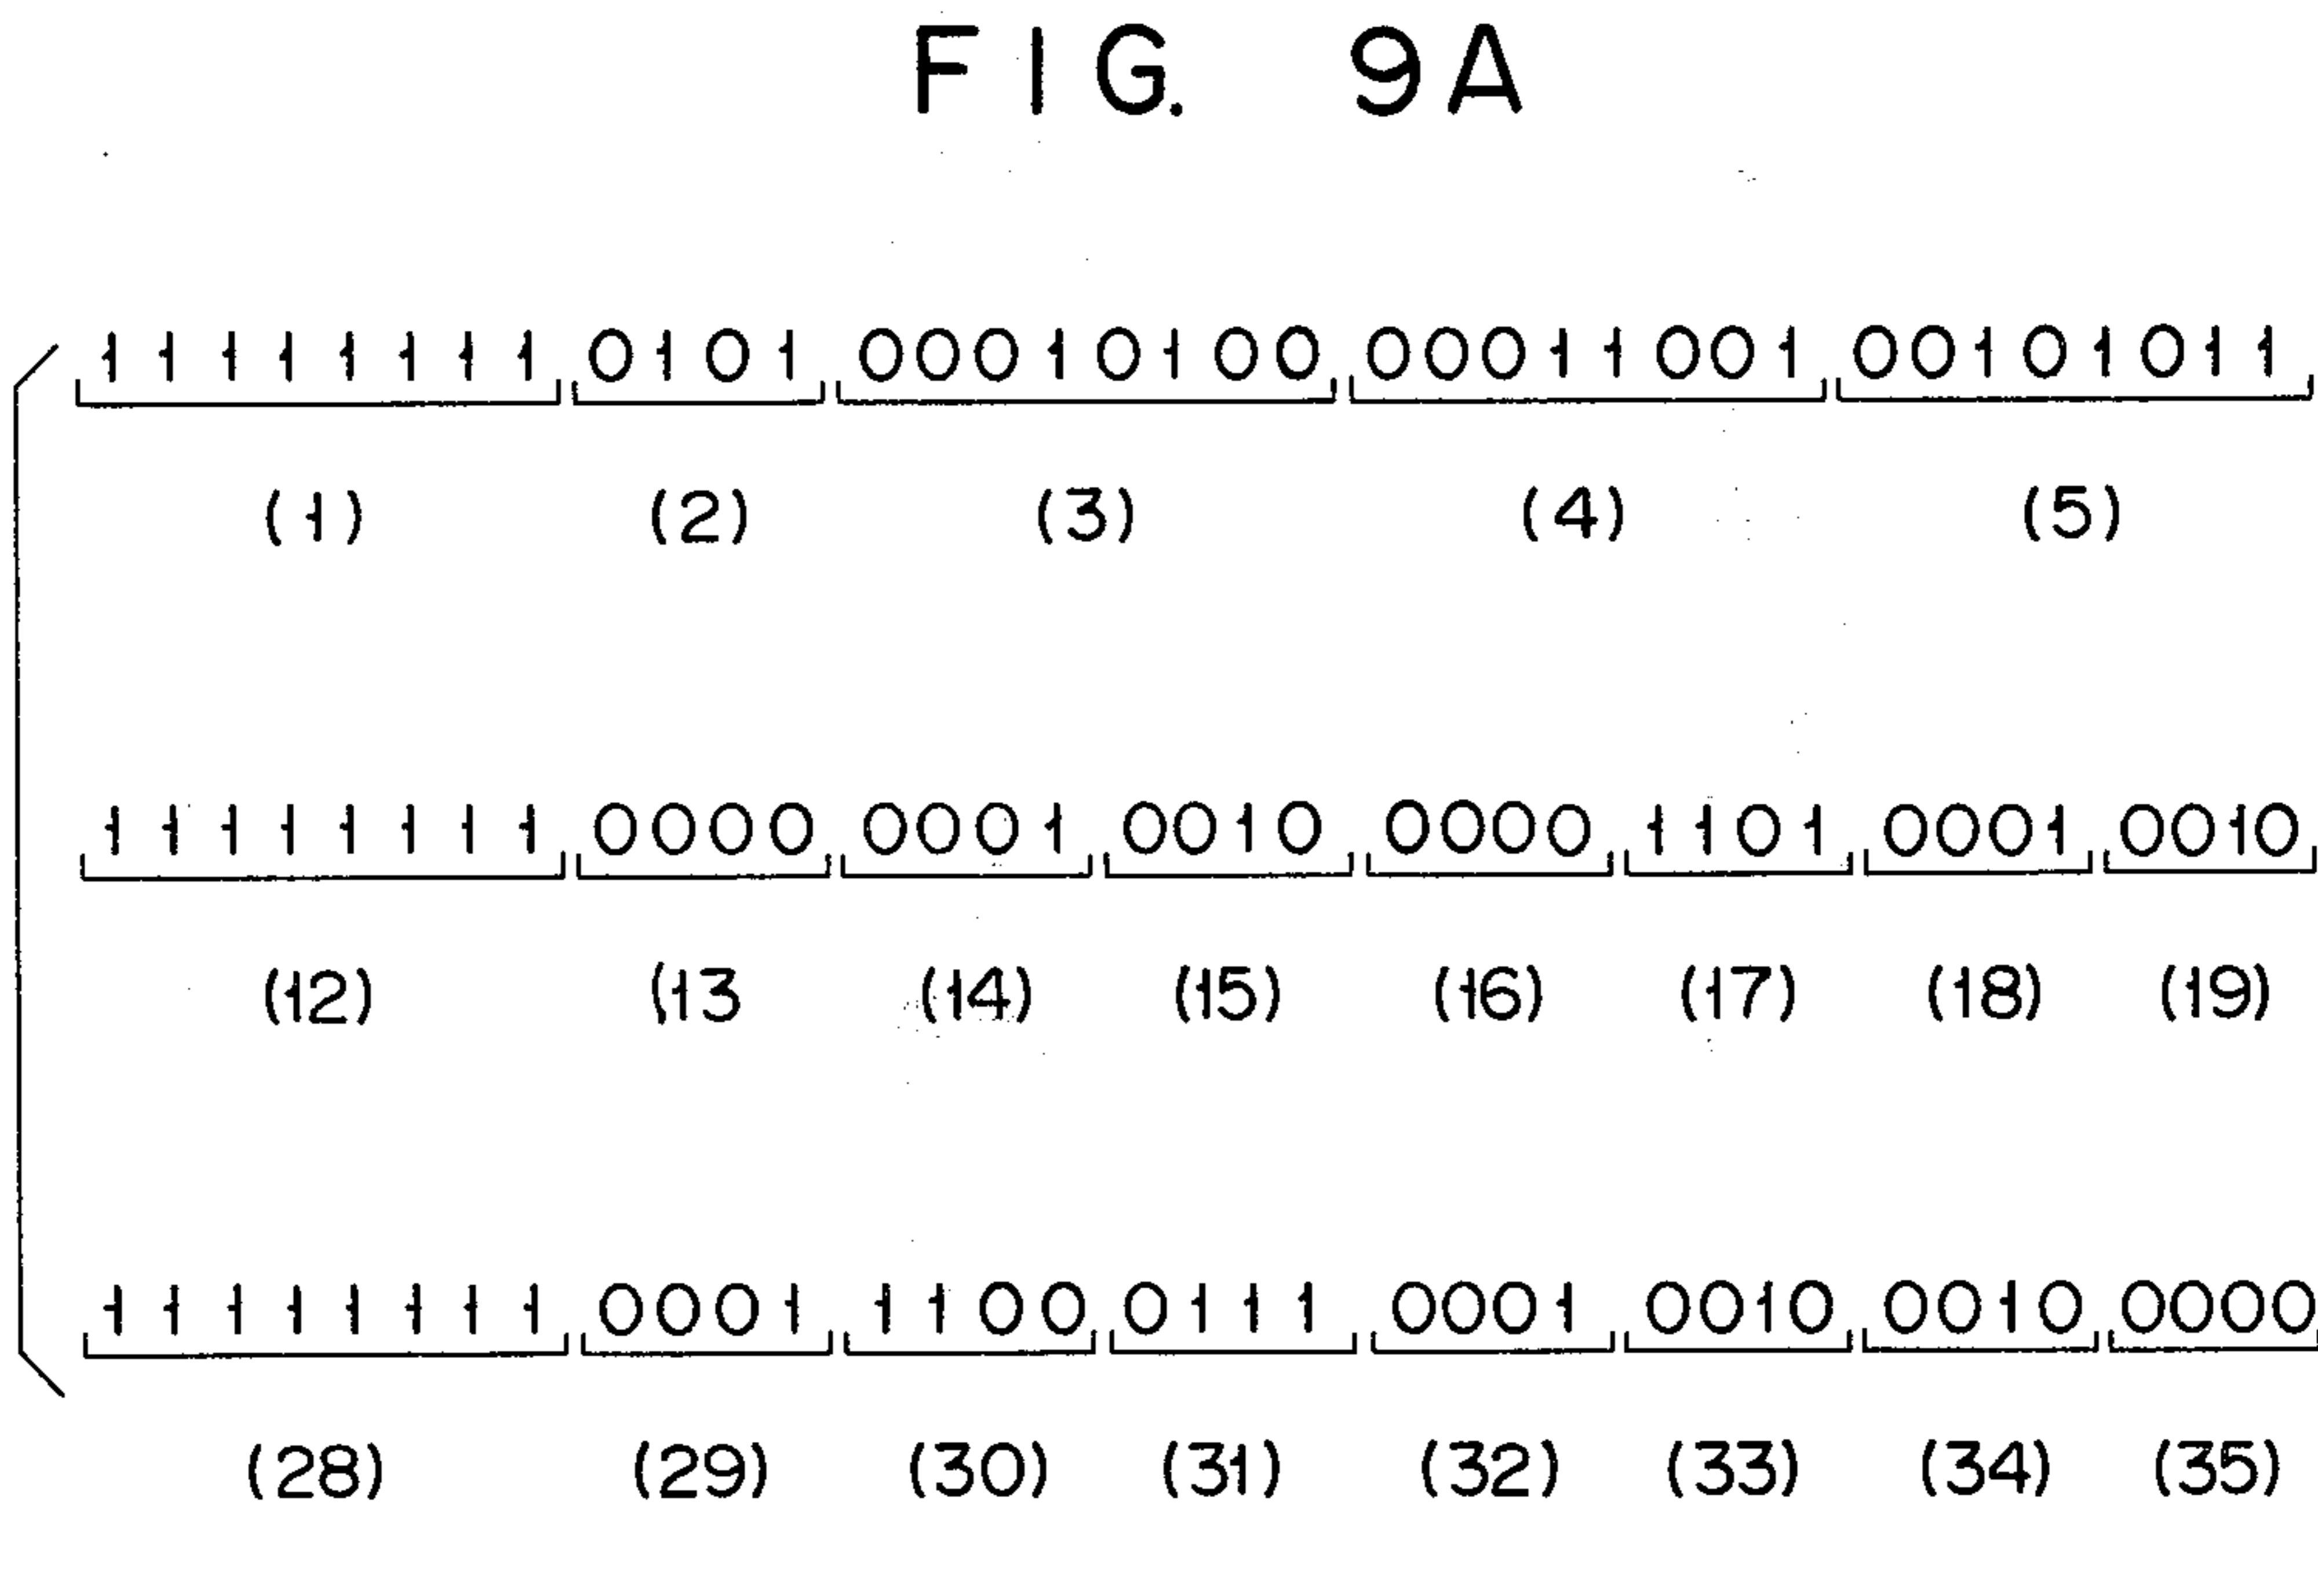 FIG. 9A
11111111 0101 00010100 00011001 00101011
(1) (2) (3) (4) (5)
11111111 0000 0001 0010 0000 1101 0001 0010
(12) (13 (14) (15) (16) (17) (18) (19)
11111111 0001 1100 0111 0001 0010 0010 0000
(28) (29) (30) (31) (32) (33) (34) (35)